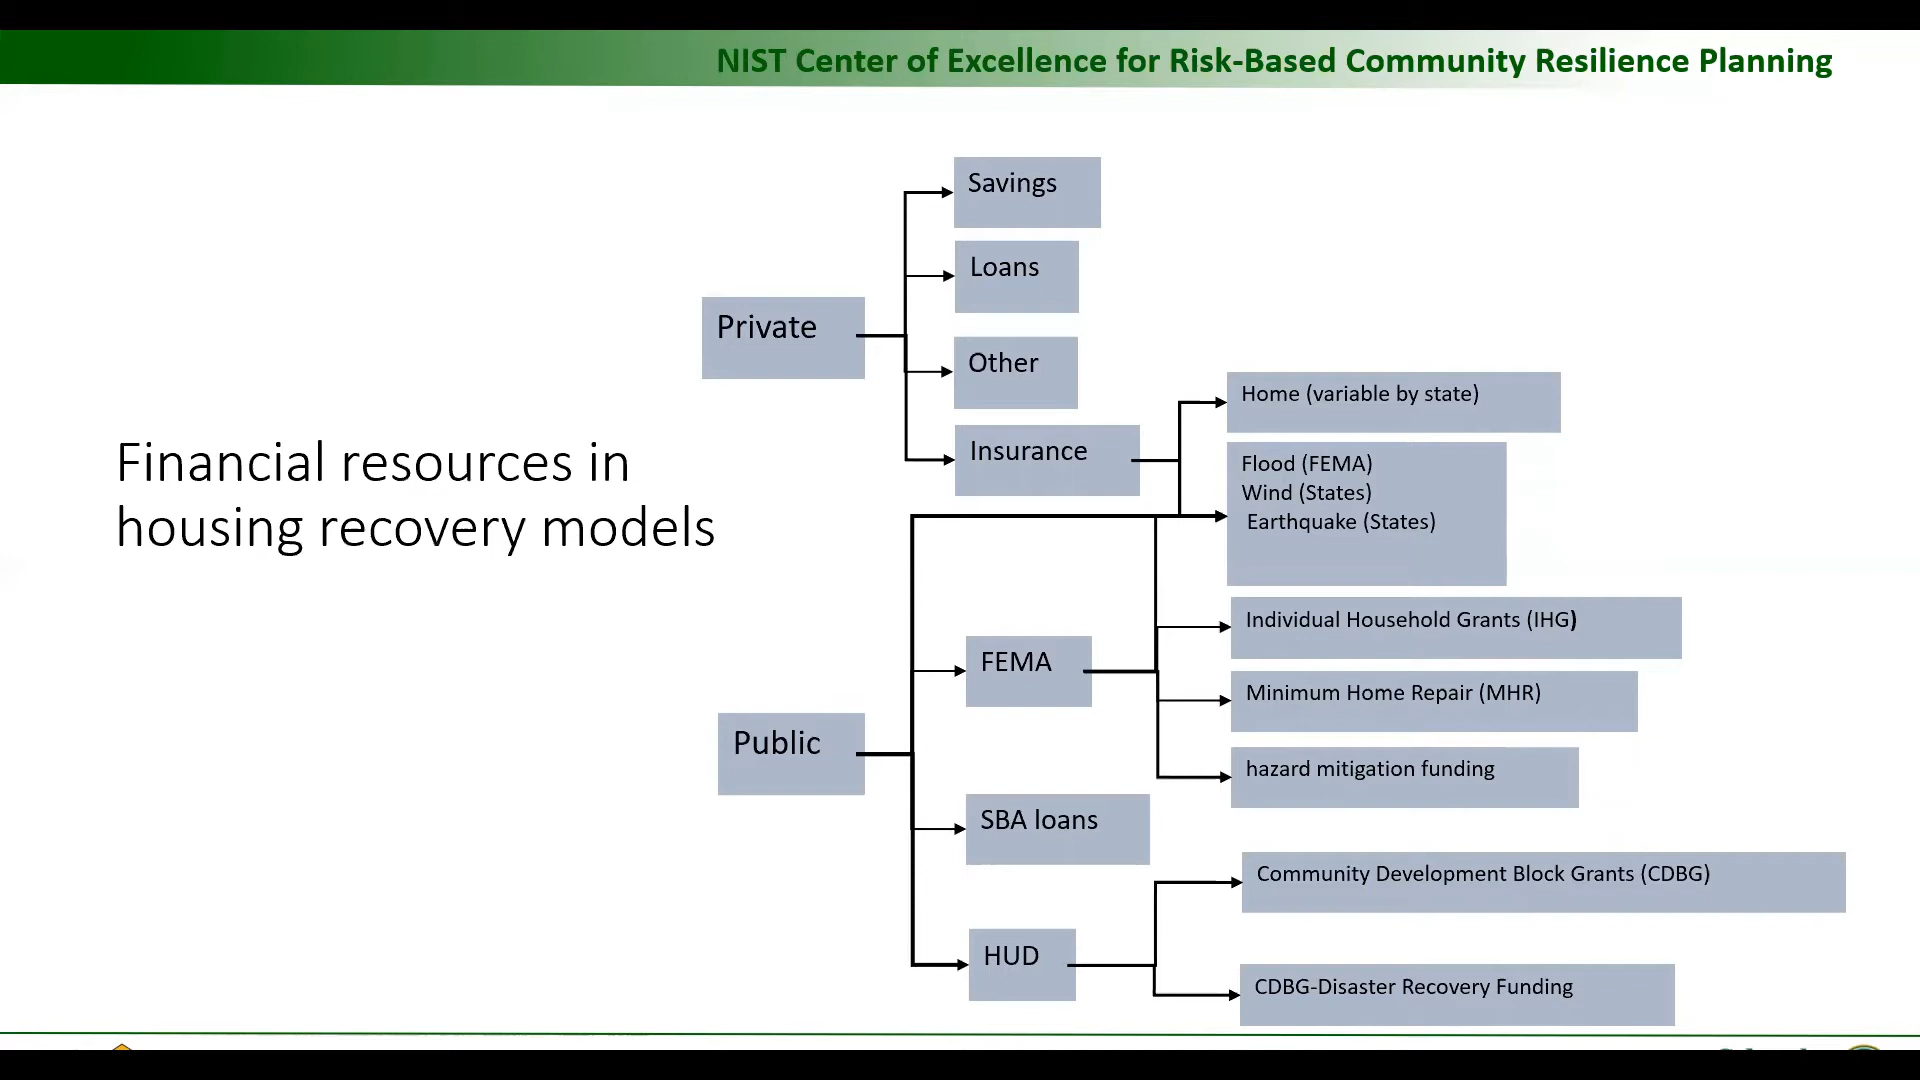 NIST Center of Excellence for Risk-Based Community Resilience Planning
Financial resources in
housing recovery models
Private
Savings
Loans
Other
Insurance
Home (variable by state)
Flood (FEMA)
Wind (States)
Earthquake (States)
Public
FEMA
Individual Household Grants (IHG)
Minimum Home Repair (MHR)
hazard mitigation funding
SBA loans
HUD
Community Development Block Grants (CDBG)
CDBG-Disaster Recovery Funding